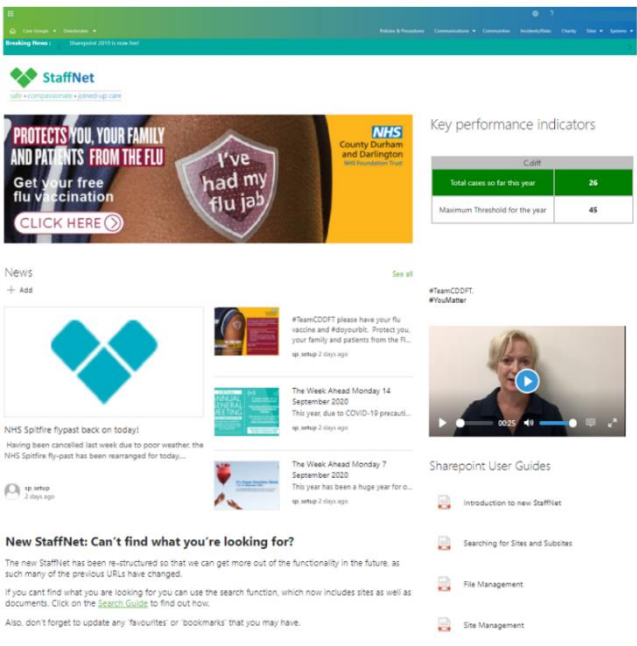 ?
Care Groups
Directorates
Policies & Procedures
Communications
Communities
Incidents/Risks
Charity
Sites
Systems
Breaking News :
Sharepoint 2019 is now live!
StaffNet
safe • compassionate • joined-up care
PROTECTS YOU, YOUR FAMILY
AND PATIENTS FROM THE FLU
Get your free
flu vaccination
CLICK HERE
I've
had my
flu jab
NHS
County Durham
and Darlington
NHS Foundation Trust
Key performance indicators
C.diff
Total cases so far this year 26
Maximum Threshold for the year 45
News
See all
+ Add
NHS Spitfire flypast back on today!
Having been cancelled last week due to poor weather, the
NHS Spitfire fly-past has been rearranged for today....
sp_setup
2 days ago
#TeamCDDFT please have your flu
vaccine and #doyourbit. Protect you,
your family and patients from the Fl...
sp_setup 2 days ago
ANNUAL
GENERAL
MEETING
The Week Ahead Monday 14
September 2020
This year, due to COVID-19 precauti...
sp_setup 2 days ago
The Week Ahead Monday 7
September 2020
This year has been a huge year for o...
sp_setup 2 days ago
#TeamCDDFT.
#YouMatter
00:25
Sharepoint User Guides
Introduction to new StaffNet
Searching for Sites and Subsites
File Management
Site Management
New StaffNet: Can't find what you're looking for?
The new StaffNet has been re-structured so that we can get more out of the functionality in the future, as
such many of the previous URLs have changed.
If you cant find what you are looking for you can use the search function, which now includes sites as well as
documents. Click on the Search Guide to find out how.
Also, don't forget to update any 'favourites' or 'bookmarks' that you may have.